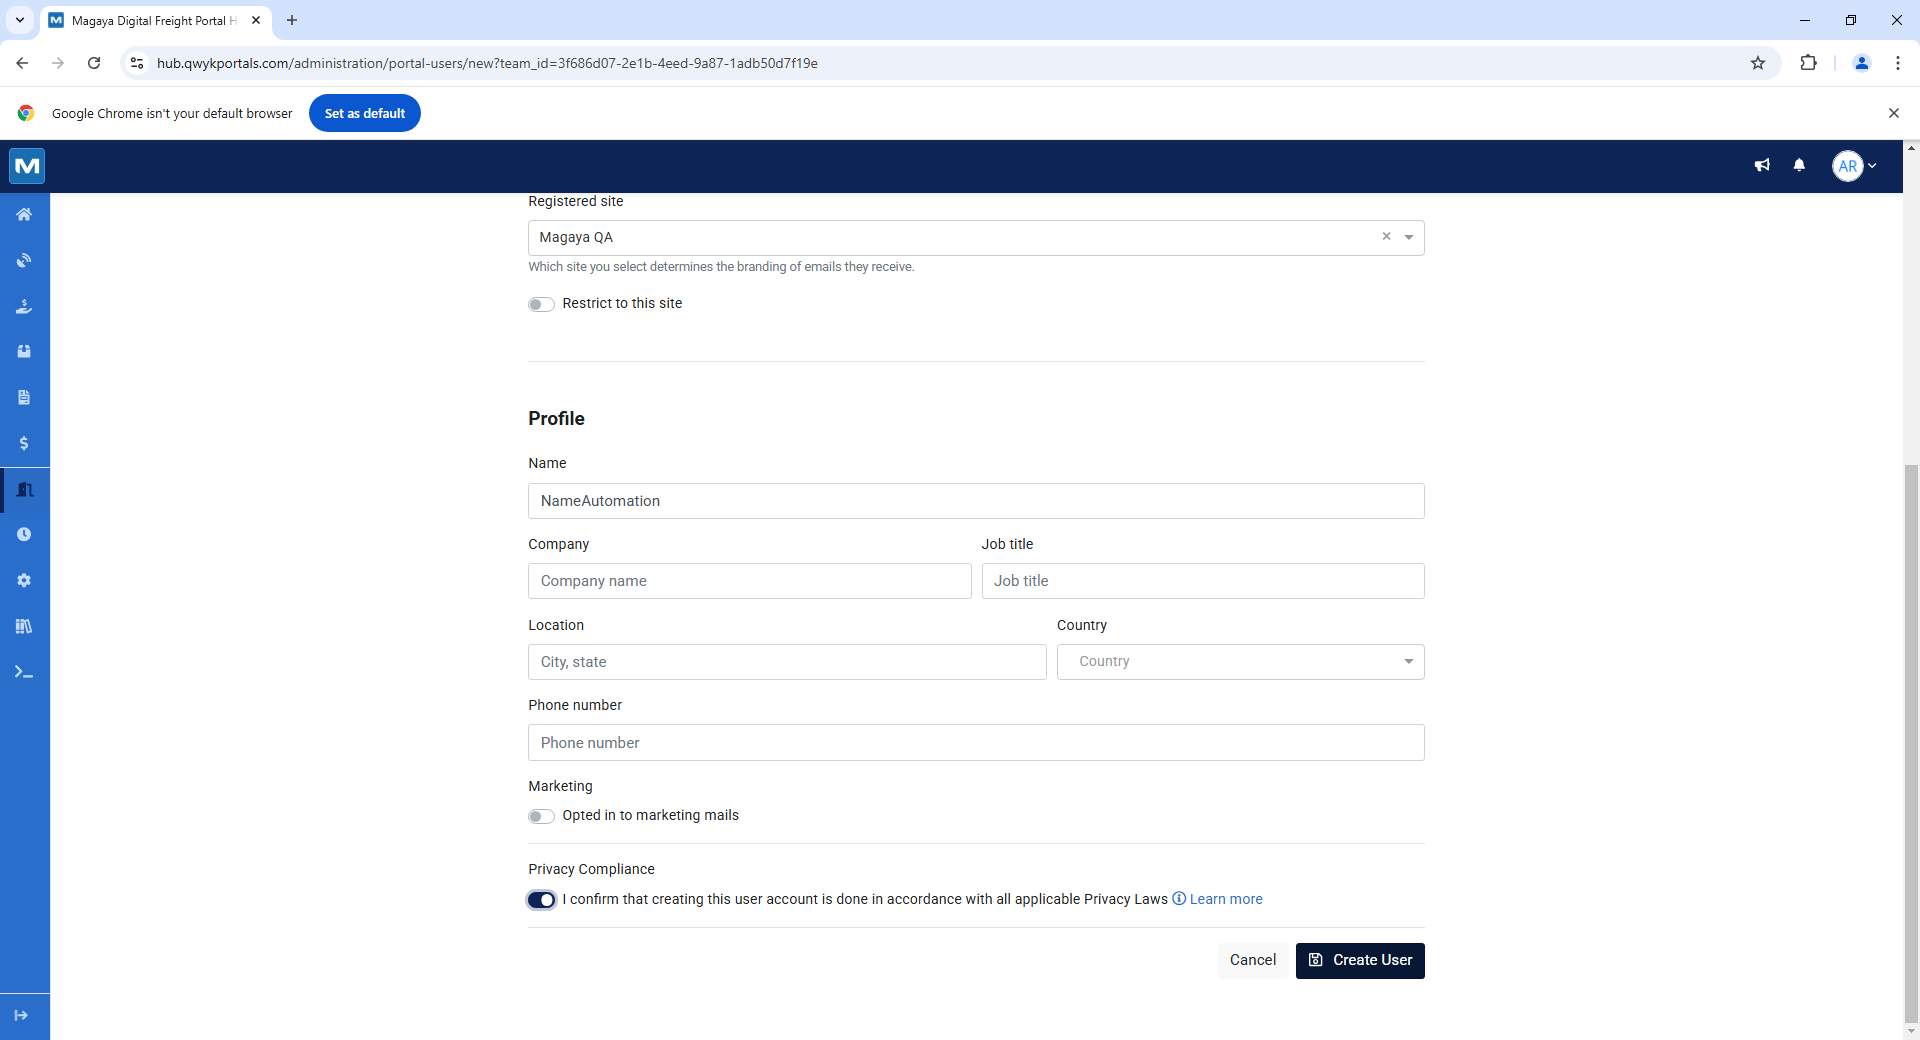 Magaya Digital Freight Portal H
hub.qwykportals.com/administration/portal-users/new?team_id=3f686d07-2e1b-4eed-9a87-1adb50d7f19e
Google Chrome isn't your default browser
Set as default
M
AR
Registered site
Magaya QA
Which site you select determines the branding of emails they receive.
Restrict to this site
Profile
Name
NameAutomation
Company
Job title
Company name
Job title
Location
Country
City, state
Country
Phone number
Phone number
Marketing
Opted in to marketing mails
Privacy Compliance
I confirm that creating this user account is done in accordance with all applicable Privacy Laws Learn more
Cancel
Create User